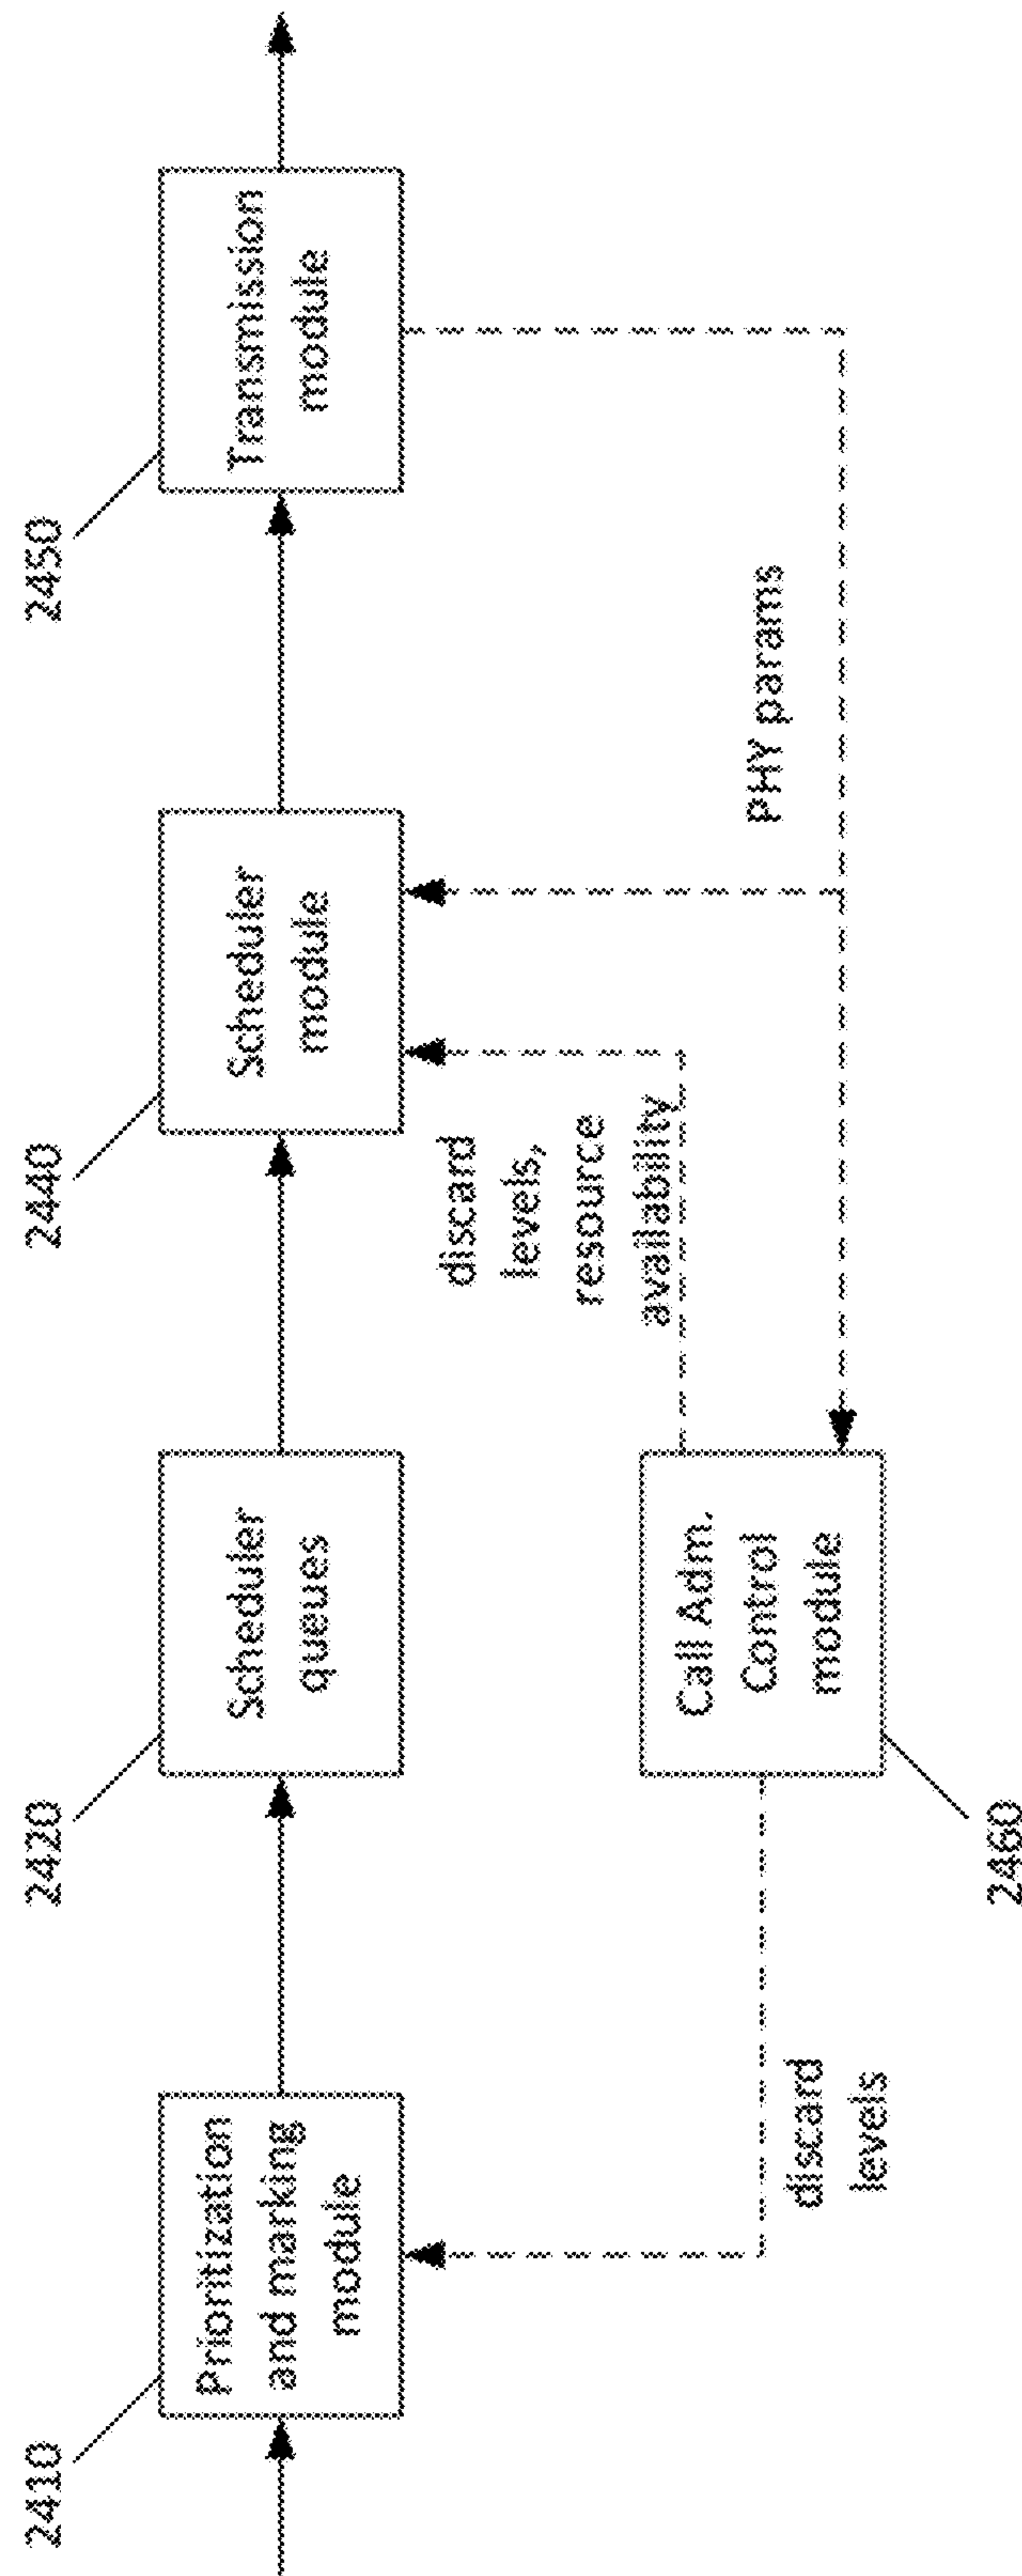 2410
Prioritization
and marking
module
2420
Scheduler
queues
2440
Scheduler
module
2450
Transmission
module
discard
levels,
resource
availability
PHY params
Call Adm.
Control
module
2460
discard
levels